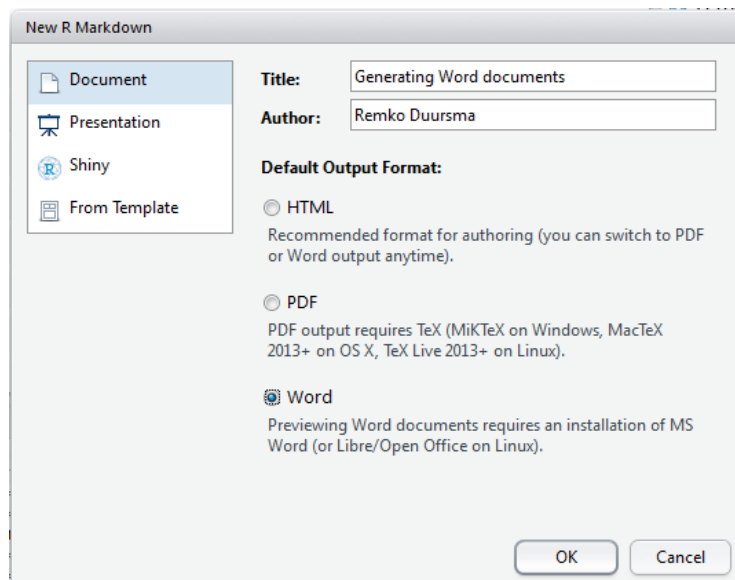 New R Markdown
Document
Presentation
Shiny
From Template
Title:
Generating Word documents
Author:
Remko Duursma
Default Output Format:
HTML
Recommended format for authoring (you can switch to PDF
or Word output anytime).
PDF
PDF output requires TeX (MiKTeX on Windows, MacTeX
2013+ on OS X, TeX Live 2013+ on Linux).
Word
Previewing Word documents requires an installation of MS
Word (or Libre/Open Office on Linux).
OK
Cancel